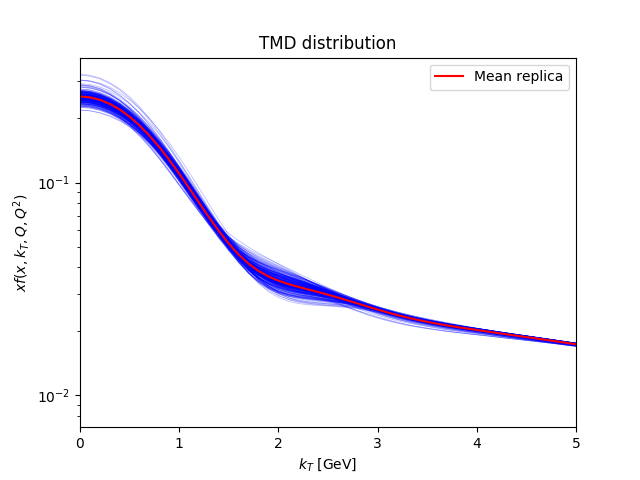 TMD distribution
Mean replica
xf(x, k_T, Q, Q^2)
10^{-1}
10^{-2}
0 1 2 3 4 5
k_T [GeV]